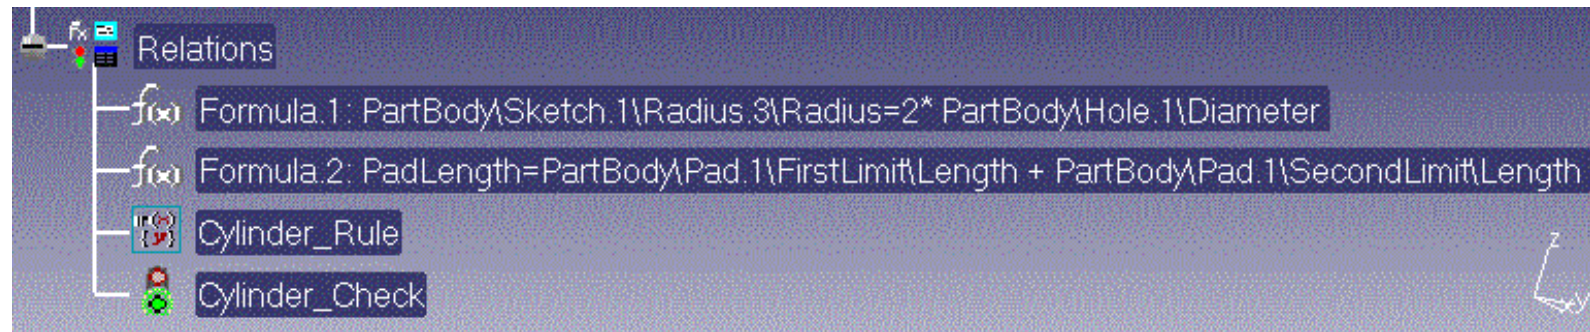 Relations
Formula.1: PartBody\Sketch.1\Radius.3\Radius=2* PartBody\Hole.1\Diameter
Formula.2: PadLength=PartBody\Pad.1\FirstLimit\Length + PartBody\Pad.1\SecondLimit\Length
Cylinder_Rule
Cylinder_Check
z
y